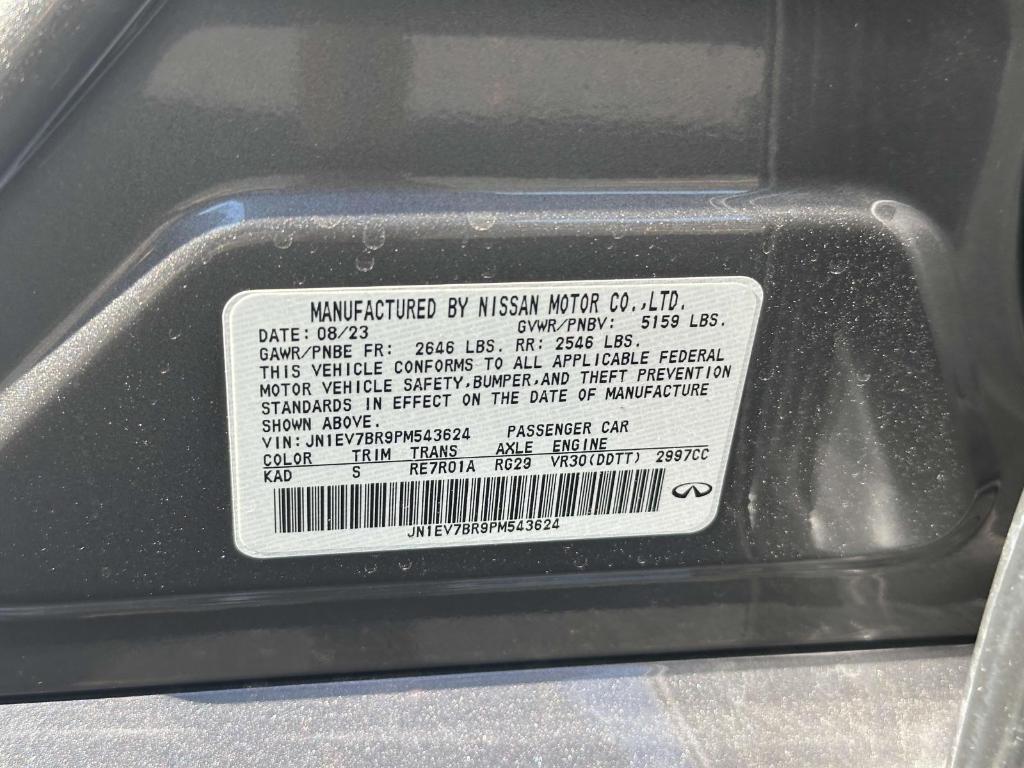 MANUFACTURED BY NISSAN MOTOR CO.,LTD.
DATE: 08/23 GVWR/PNBV: 5159 LBS.
GAWR/PNBE FR: 2646 LBS. RR: 2546 LBS.
THIS VEHICLE CONFORMS TO ALL APPLICABLE FEDERAL
MOTOR VEHICLE SAFETY,BUMPER,AND THEFT PREVENTION
STANDARDS IN EFFECT ON THE DATE OF MANUFACTURE
SHOWN ABOVE.
VIN: JN1EV7BR9PM543624 PASSENGER CAR
COLOR TRIM TRANS AXLE ENGINE
KAD S RE7R01A RG29 VR30(DDTT) 2997CC
JN1EV7BR9PM543624